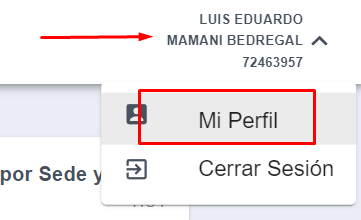 LUIS EDUARDO
MAMANI BEDREGAL
72463957
Mi Perfil
Cerrar Sesión
por Sede y